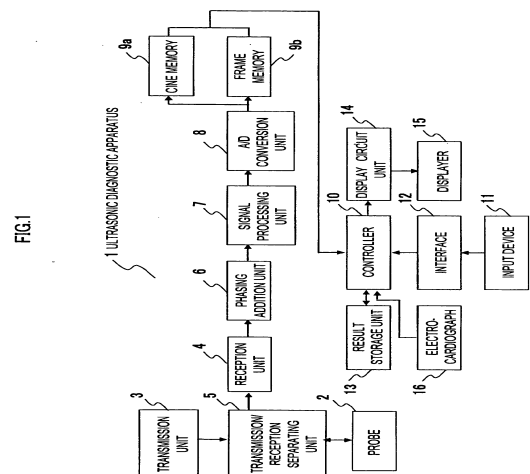 FIG.1
1 ULTRASONIC DIAGNOSTIC APPARATUS
3
TRANSMISSION
UNIT
5
TRANSMISSION/
RECEPTION
SEPARATING
UNIT
2
PROBE
4
RECEPTION
UNIT
6
PHASING
ADDITION UNIT
7
SIGNAL
PROCESSING
UNIT
8
A/D
CONVERSION
UNIT
9a
CINE MEMORY
FRAME
MEMORY
9b
RESULT
STORAGE UNIT
13
ELECTRO-
CARDIOGRAPH
16
10
CONTROLLER
12
INTERFACE
11
INPUT DEVICE
14
DISPLAY CIRCUIT
UNIT
15
DISPLAYER